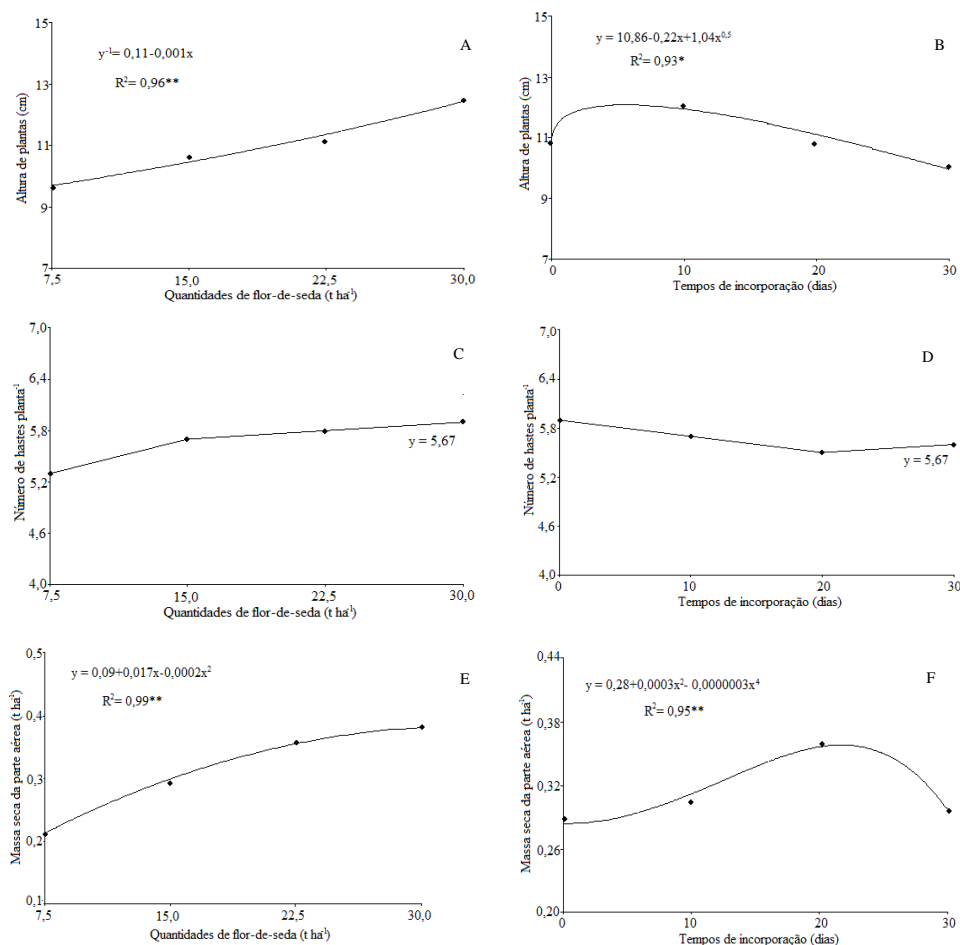 A
y⁻¹= 0,11-0,001x
R²= 0,96**
Altura de plantas (cm)
15
13
11
9
7
7,5
15,0
22,5
30,0
Quantidades de flor-de-seda (t há⁻¹)
B
y = 10,86-0,22x+1,04x⁰,⁵
R²= 0,93*
Altura de plantas (cm)
15
13
11
9
7
0
10
20
30
Tempos de incorporação (dias)
C
Número de hastes planta⁻¹
7,0
6,4
5,8
5,2
4,6
4,0
y = 5,67
7,5
15,0
22,5
30,0
Quantidades de flor-de-seda (t há⁻¹)
D
Número de hastes planta⁻¹
7,0
6,4
5,8
5,2
4,6
4,0
y = 5,67
0
10
20
30
Tempos de incorporação (dias)
E
y = 0,09+0,017x-0,0002x²
R²= 0,99**
Massa seca da parte aérea (t há⁻¹)
0,5
0,4
0,3
0,2
0,1
7,5
15,0
22,5
30,0
Quantidades de flor-de-seda (t há⁻¹)
F
y = 0,28+0,0003x²- 0,0000003x⁴
R²= 0,95**
Massa seca da parte aérea (t há⁻¹)
0,44
0,38
0,32
0,26
0,20
0
10
20
30
Tempos de incorporação (dias)